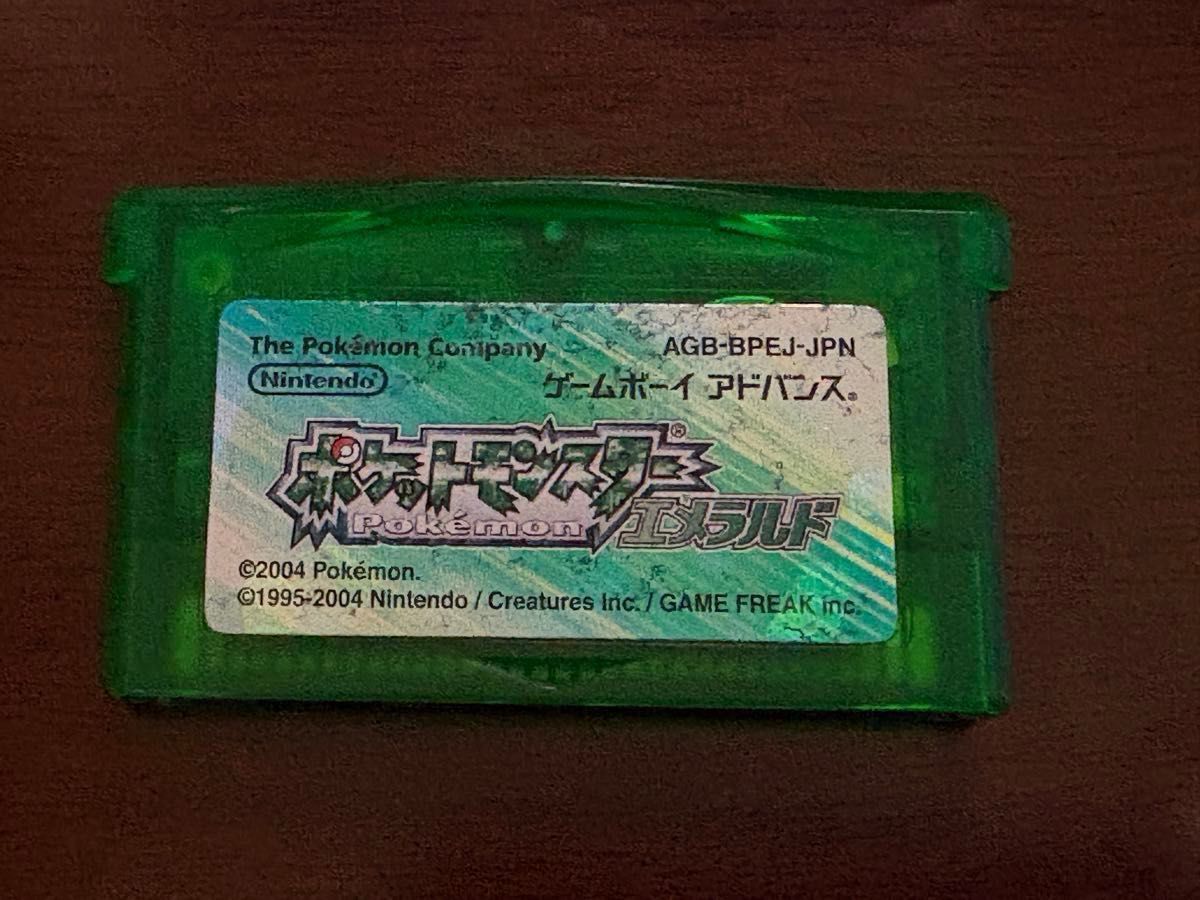 The Pokémon Company
AGB-BPEJ-JPN
Nintendo®
ゲームボーイ アドバンス®
ポケットモンスター®
Pokémon
エメラルド
©2004 Pokémon.
©1995-2004 Nintendo / Creatures Inc. / GAME FREAK inc.